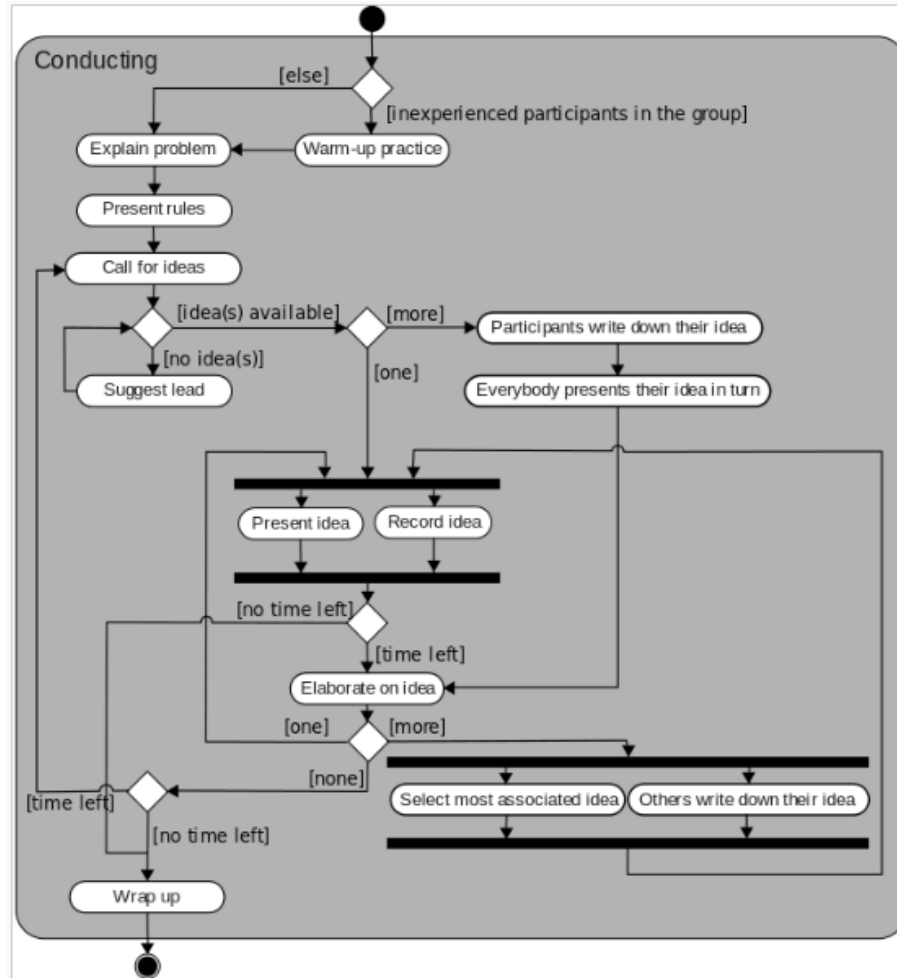 Conducting
[else]
[inexperienced participants in the group]
Explain problem
Warm-up practice
Present rules
Call for ideas
[idea(s) available]
[more]
Participants write down their idea
[no idea(s)]
[one]
Suggest lead
Everybody presents their idea in turn
Present idea
Record idea
[no time left]
[time left]
Elaborate on idea
[one]
[more]
[none]
[time left]
Select most associated idea
Others write down their idea
[no time left]
Wrap up